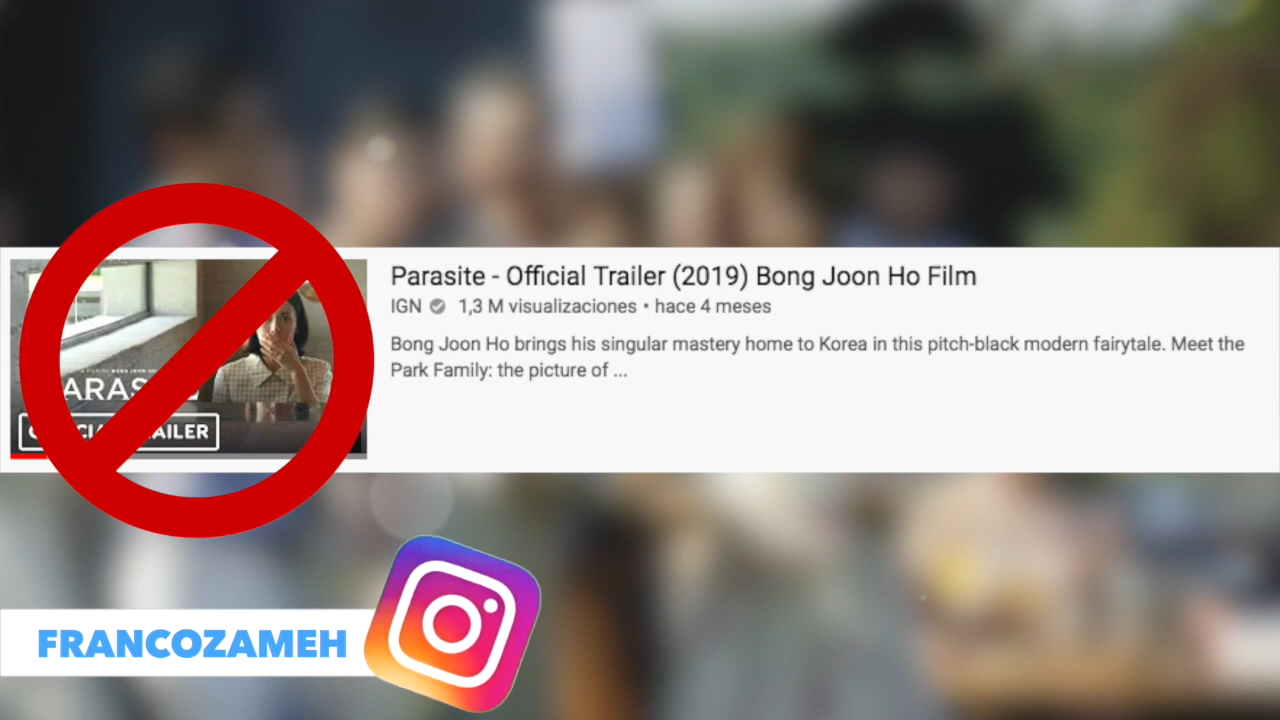 Parasite - Official Trailer (2019) Bong Joon Ho Film
IGN 1,3 M visualizaciones • hace 4 meses
Bong Joon Ho brings his singular mastery home to Korea in this pitch-black modern fairytale. Meet the
Park Family: the picture of ...
FRANCOZAMEH